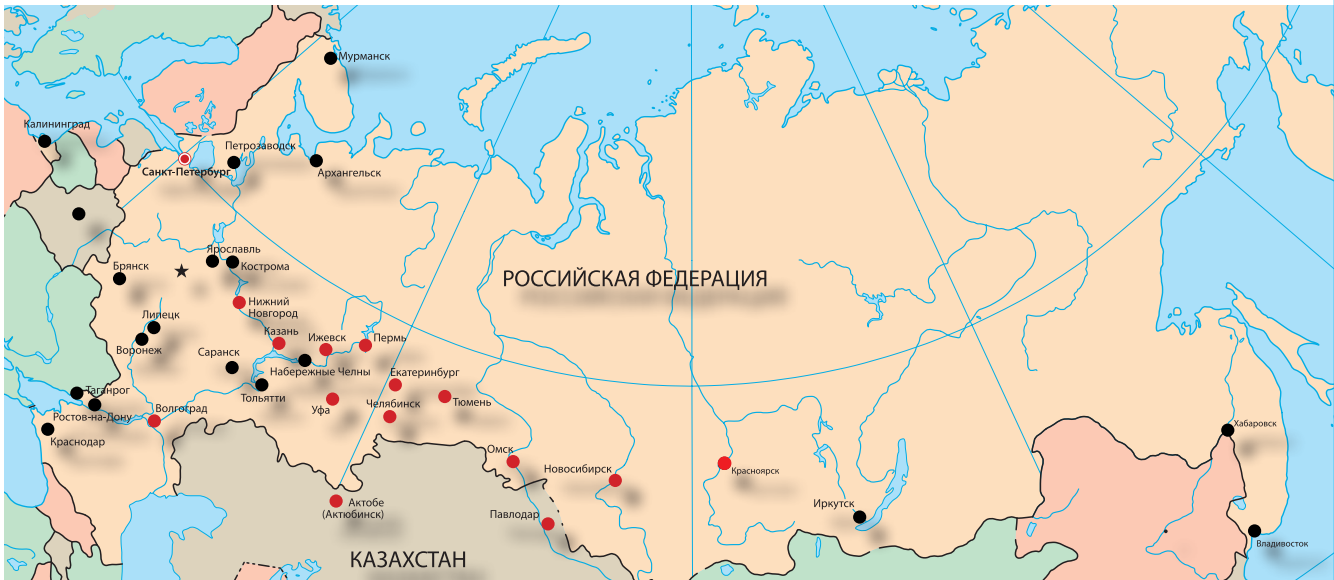 Мурманск
Калининград
Петрозаводск
Санкт-Петербург
Архангельск
Ярославль
Кострома
Брянск
РОССИЙСКАЯ ФЕДЕРАЦИЯ
Нижний
Новгород
Липецк
Воронеж
Казань
Ижевск
Пермь
Саранск
Набережные Челны
Екатеринбург
Тольятти
Таганрог
Уфа
Челябинск
Тюмень
Волгоград
Ростов-на-Дону
Краснодар
Хабаровск
Омск
Новосибирск
Красноярск
Актобе
(Актюбинск)
Павлодар
Иркутск
Владивосток
КАЗАХСТАН